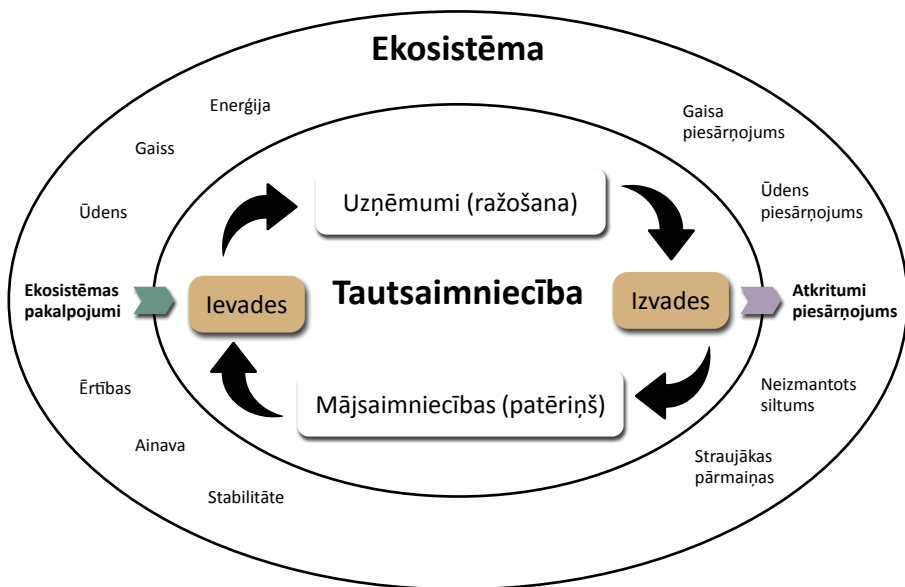 Ekosistēma
Enerģija
Gaiss
Ūdens
Ekosistēmas
pakalpojumi
Ērtības
Ainava
Stabilitāte
Uzņēmumi (ražošana)
Ievades
Tautsaimniecība
Izvades
Mājsaimniecības (patēriņš)
Gaisa
piesārņojums
Ūdens
piesārņojums
Atkritumi
piesārņojums
Neizmantots
siltums
Straujākas
pārmaiņas